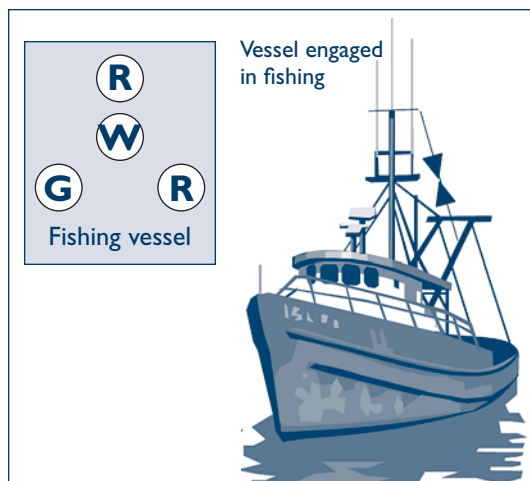 R
W
G R
Fishing vessel
Vessel engaged
in fishing